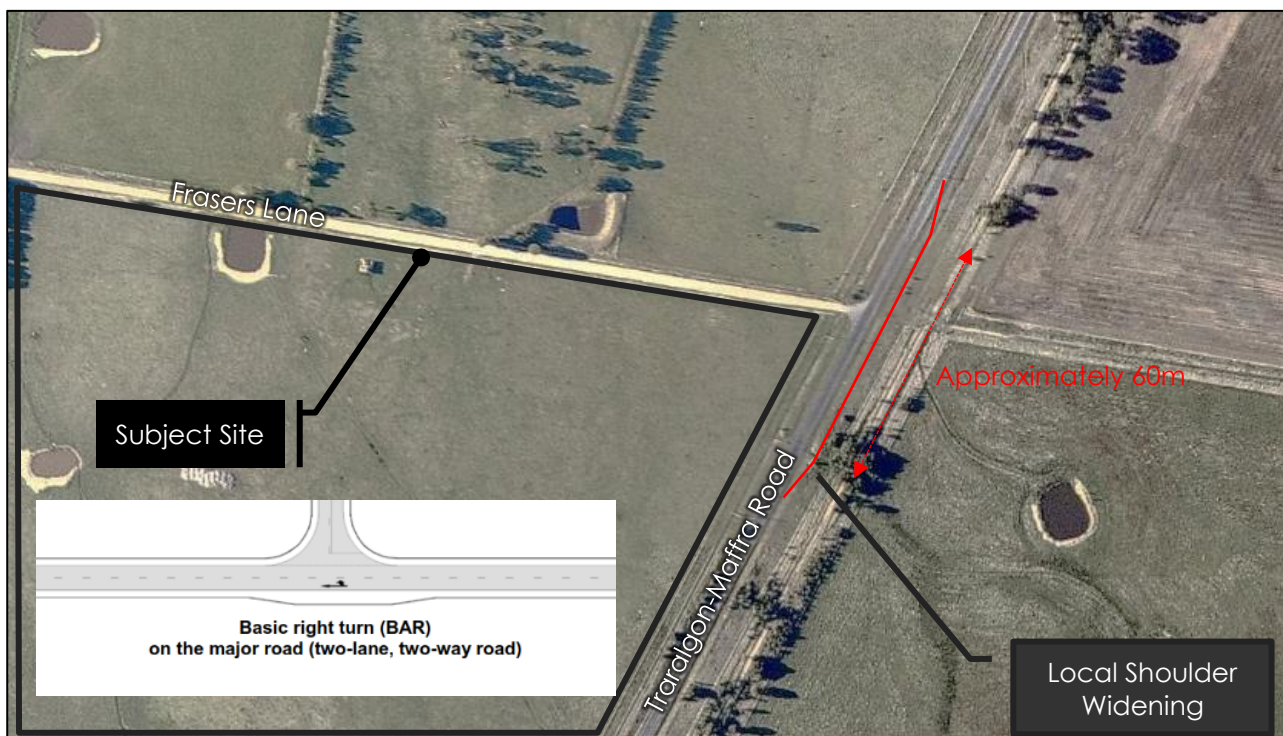 Frasers Lane
Approximately 60m
Subject Site
Traralgon-Maffra Road
Basic right turn (BAR)
on the major road (two-lane, two-way road)
Local Shoulder
Widening